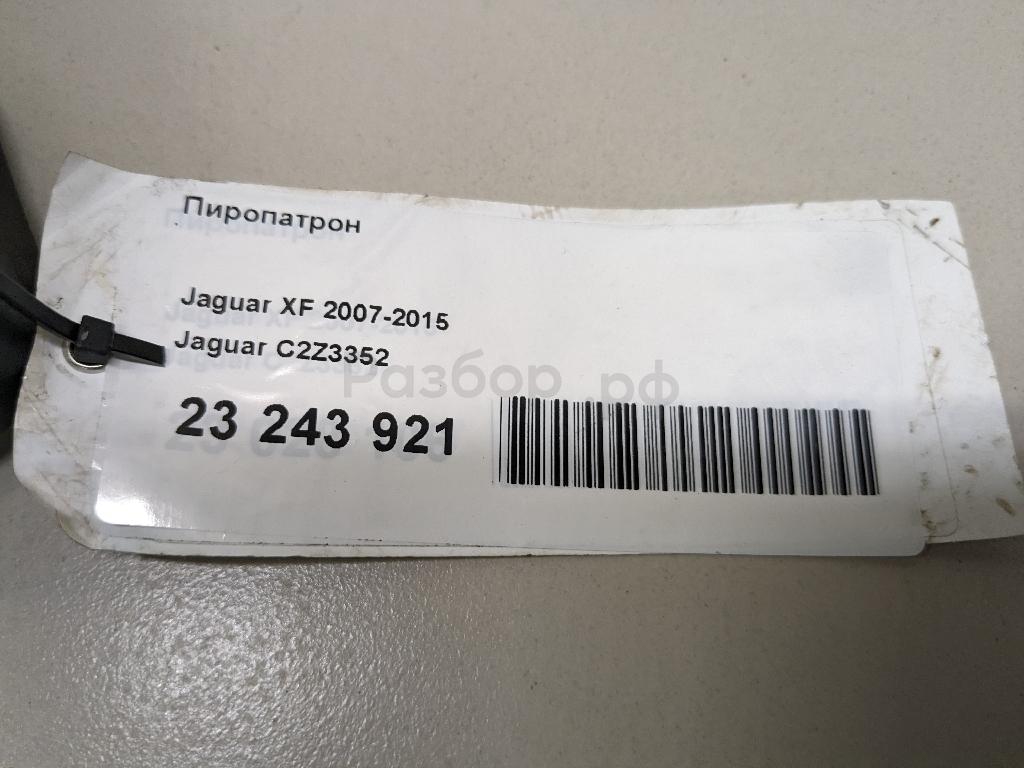 Пиропатрон
Jaguar XF 2007-2015
Jaguar C2Z3352
Разбор.рф
23 243 921